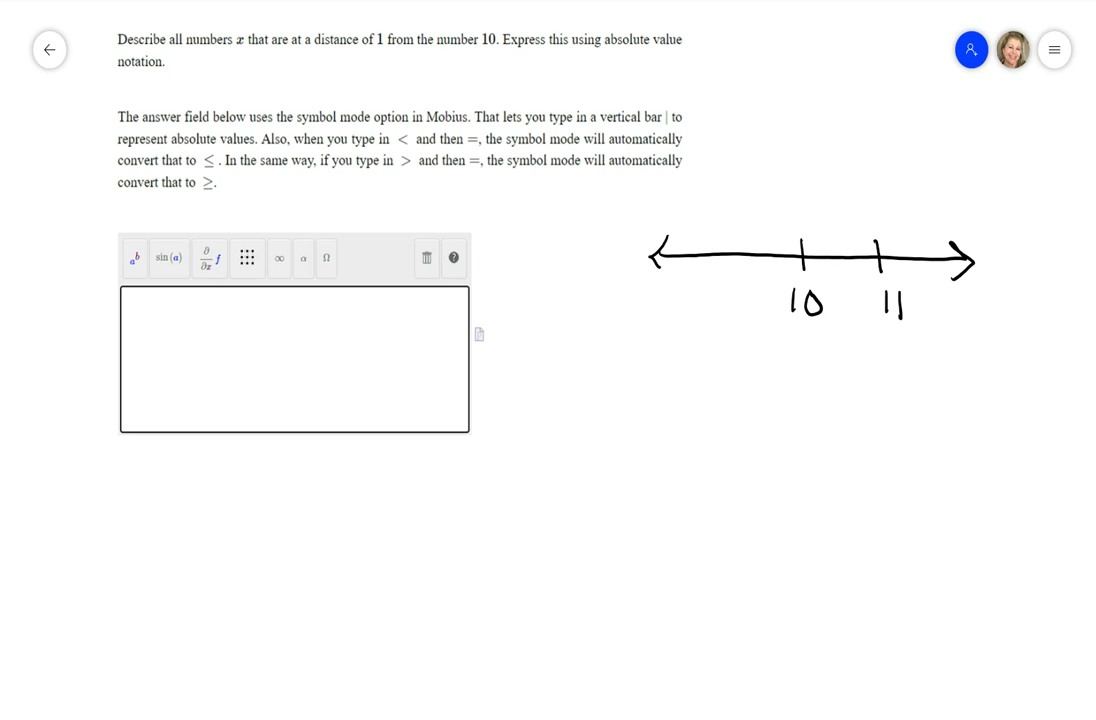 Describe all numbers x that are at a distance of 1 from the number 10. Express this using absolute value
notation.
The answer field below uses the symbol mode option in Mobius. That lets you type in a vertical bar | to
represent absolute values. Also, when you type in < and then =, the symbol mode will automatically
convert that to ≤ . In the same way, if you type in > and then =, the symbol mode will automatically
convert that to ≥.
a^b sin (a) ∂/∂x f ∞ α Ω ?
10 11